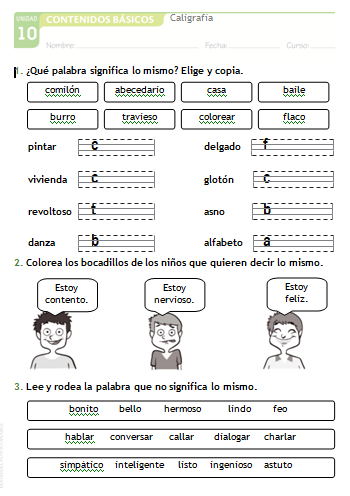 UNIDAD
10
CONTENIDOS BÁSICOS Caligrafía
Nombre: Fecha: Curso:
1. ¿Qué palabra significa lo mismo? Elige y copia.
comilón abecedario casa baile
burro travieso colorear flaco
pintar c delgado f
vivienda c glotón c
revoltoso t asno b
danza b alfabeto a
2. Colorea los bocadillos de los niños que quieren decir lo mismo.
Estoy contento.
Estoy nervioso.
Estoy feliz.
3. Lee y rodea la palabra que no significa lo mismo.
bonito bello hermoso lindo feo
hablar conversar callar dialogar charlar
simpático inteligente listo ingenioso astuto